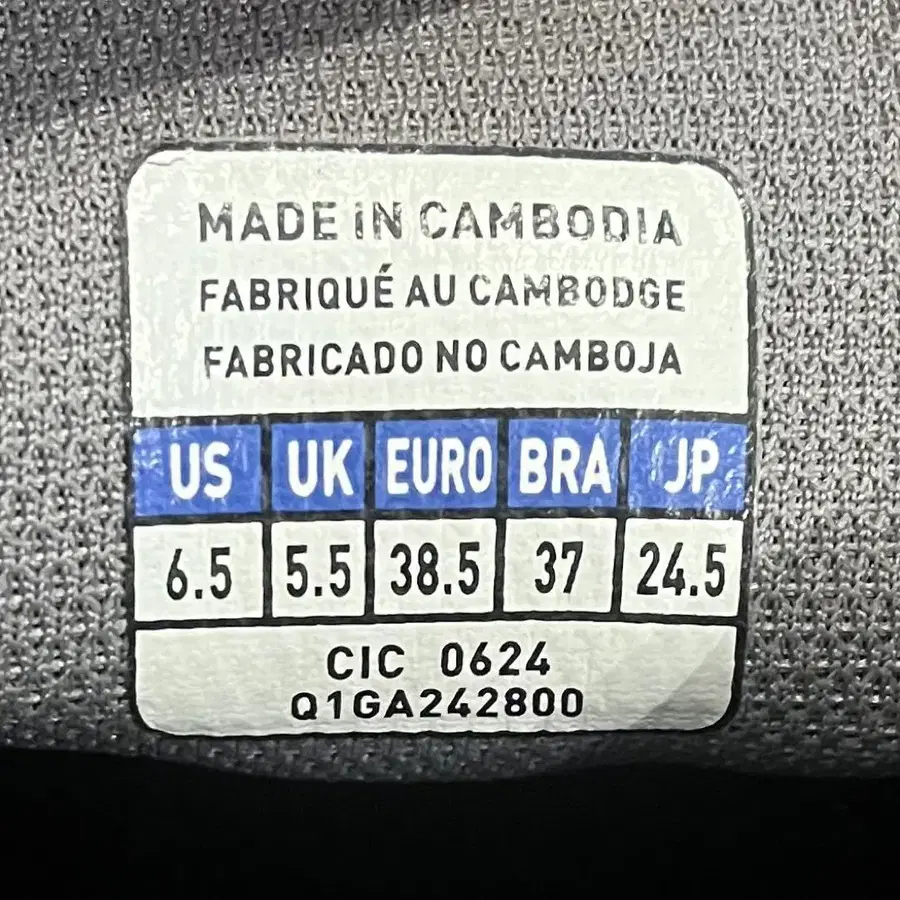 MADE IN CAMBODIA
FABRIQUÉ AU CAMBODGE
FABRICADO NO CAMBOJA
US UK EURO BRA JP
6.5 5.5 38.5 37 24.5
CIC 0624
Q1GA242800